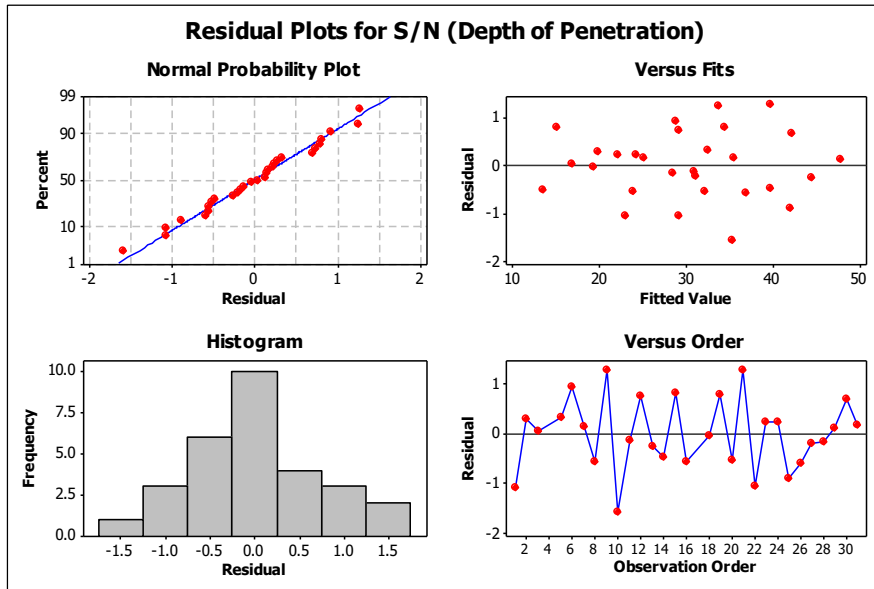 Residual Plots for S/N (Depth of Penetration)
Normal Probability Plot
99
90
50
10
1
Percent
-2 -1 0 1 2
Residual
Versus Fits
1
0
-1
-2
Residual
10 20 30 40 50
Fitted Value
Histogram
10.0
7.5
5.0
2.5
0.0
Frequency
-1.5 -1.0 -0.5 0.0 0.5 1.0 1.5
Residual
Versus Order
1
0
-1
-2
Residual
2 4 6 8 10 12 14 16 18 20 22 24 26 28 30
Observation Order